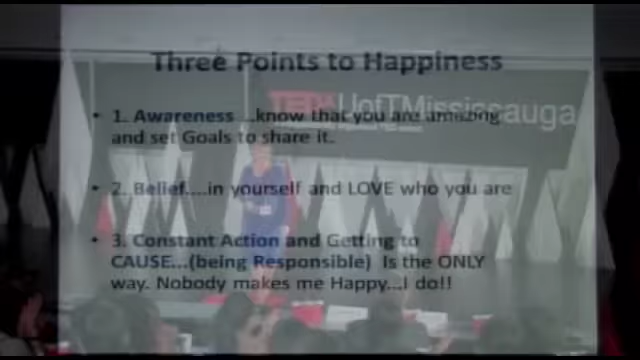 Three Points to Happiness
TEDx UofTMississauga
• 1. Awareness ...know that you are amazing
and set Goals to share it.
• 2. Belief....in yourself and LOVE who you are
• 3. Constant Action and Getting to
CAUSE...(being Responsible) Is the ONLY
way. Nobody makes me Happy...I do!!